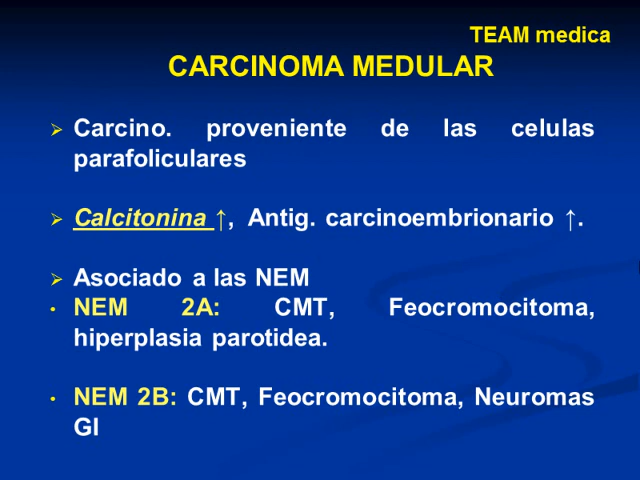 TEAM medica
CARCINOMA MEDULAR
➢ Carcino. proveniente de las celulas
parafoliculares
➢ Calcitonina ↑, Antig. carcinoembrionario ↑.
➢ Asociado a las NEM
• NEM 2A: CMT, Feocromocitoma,
hiperplasia parotidea.
• NEM 2B: CMT, Feocromocitoma, Neuromas
GI